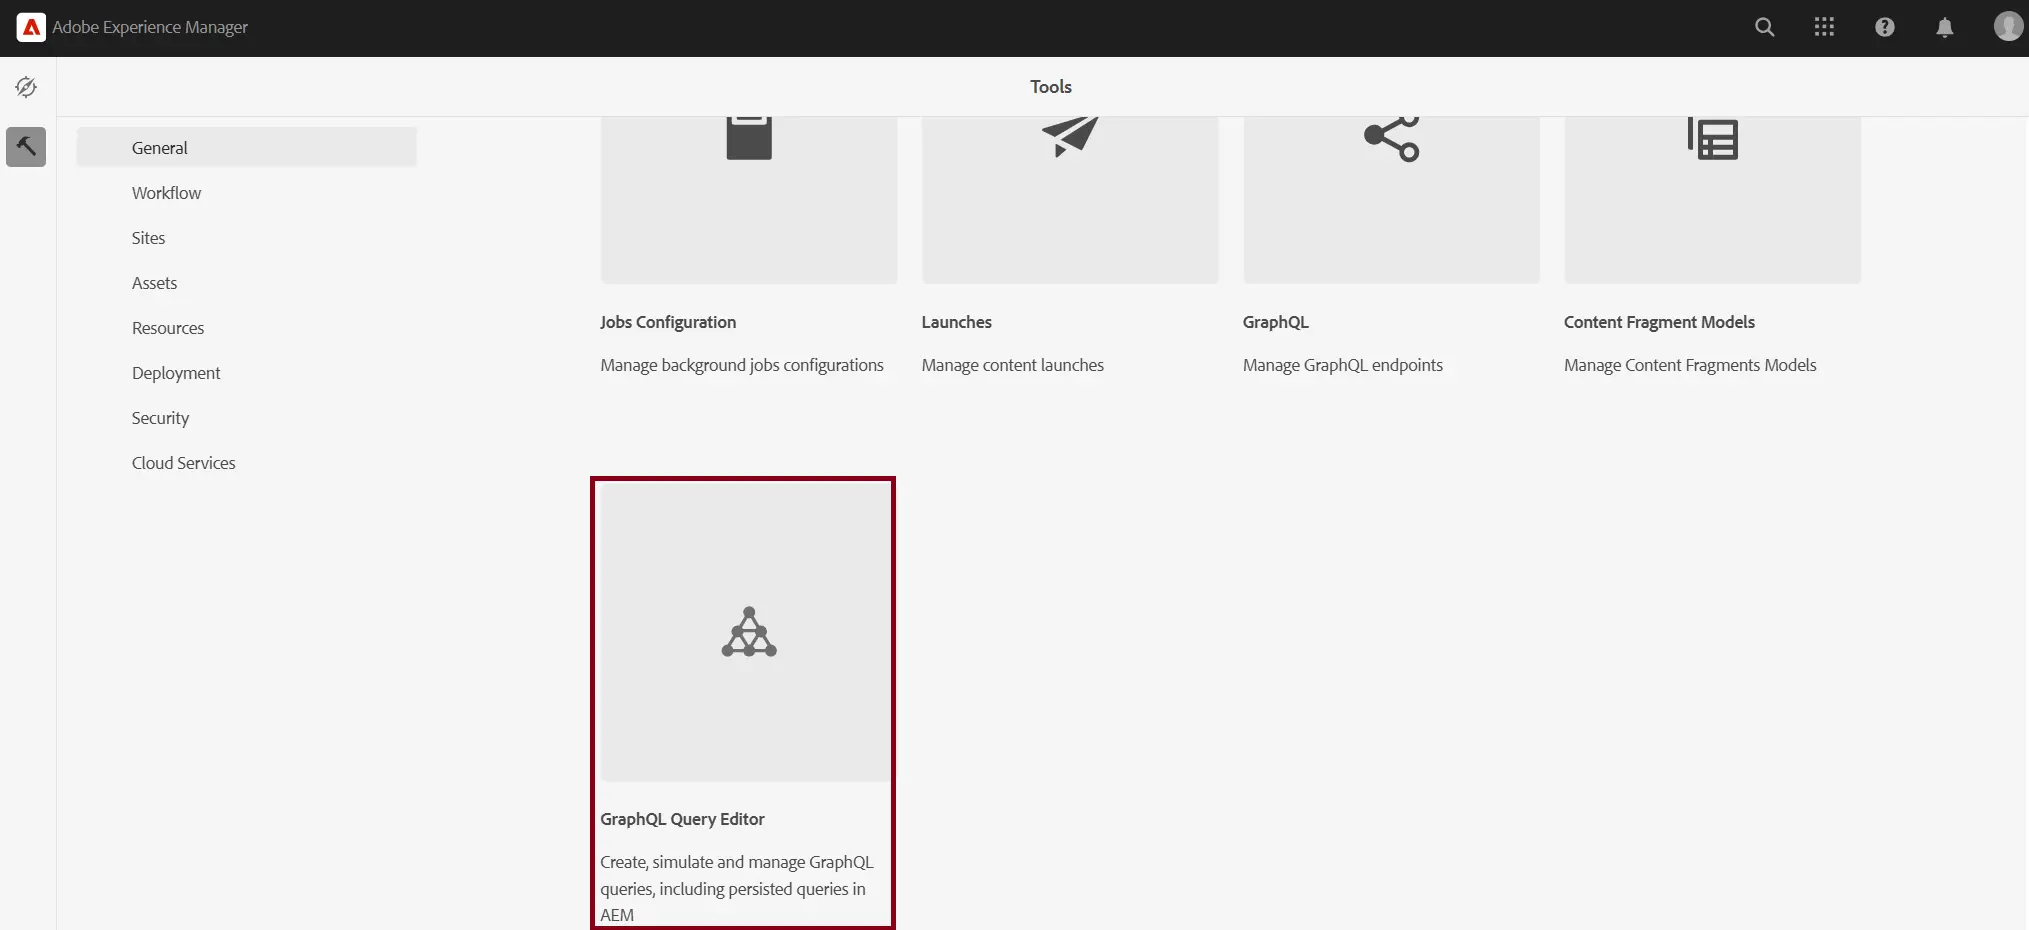 Adobe Experience Manager
Tools
General
Workflow
Sites
Assets
Resources
Deployment
Security
Cloud Services
Jobs Configuration
Manage background jobs configurations
Launches
Manage content launches
GraphQL
Manage GraphQL endpoints
Content Fragment Models
Manage Content Fragments Models
GraphQL Query Editor
Create, simulate and manage GraphQL
queries, including persisted queries in
AEM